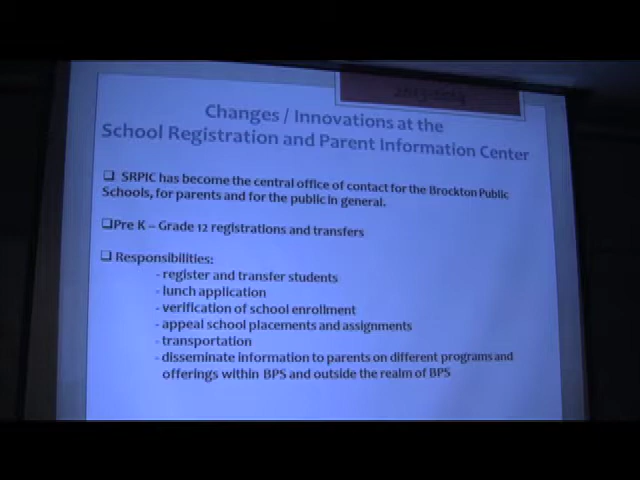 Changes / Innovations at the
School Registration and Parent Information Center
SRPIC has become the central office of contact for the Brockton Public
Schools, for parents and for the public in general.
Pre K – Grade 12 registrations and transfers
Responsibilities:
- register and transfer students
- lunch application
- verification of school enrollment
- appeal school placements and assignments
- transportation
- disseminate information to parents on different programs and
offerings within BPS and outside the realm of BPS